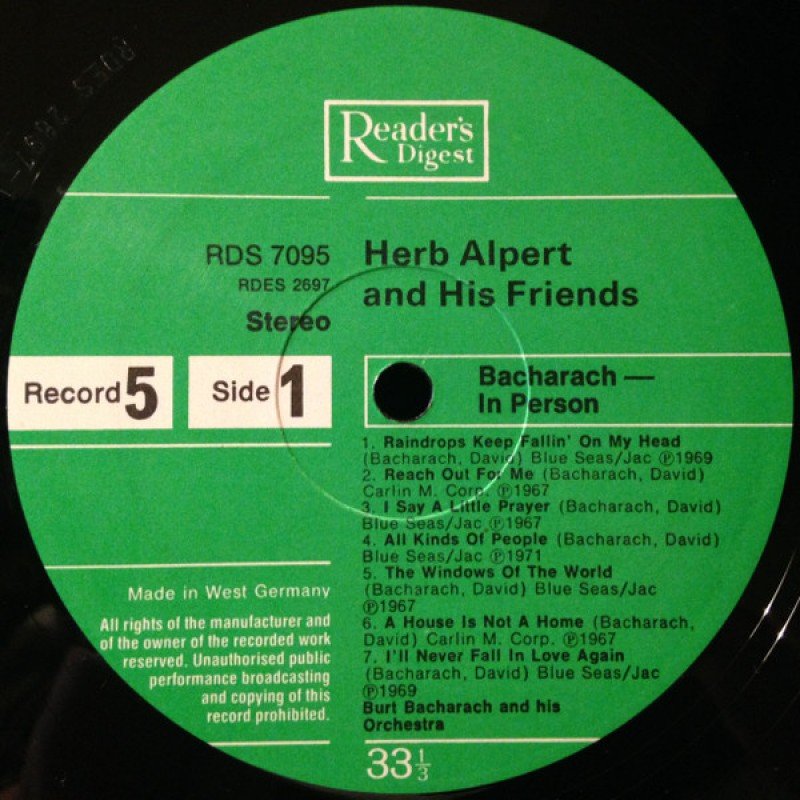 Reader's
Digest
RDS 7095
RDES 2697
Stereo
Herb Alpert
and His Friends
Record 5
Side 1
Bacharach —
In Person
1. Raindrops Keep Fallin' On My Head
(Bacharach, David) Blue Seas/Jac ℗1969
2. Reach Out For Me (Bacharach, David)
Carlin M. Corp. ℗1967
3. I Say A Little Prayer (Bacharach, David)
Blue Seas/Jac ℗1967
4. All Kinds Of People (Bacharach, David)
Blue Seas/Jac ℗1971
5. The Windows Of The World
(Bacharach, David) Blue Seas/Jac
℗1967
6. A House Is Not A Home (Bacharach,
David) Carlin M. Corp. ℗1967
7. I'll Never Fall In Love Again
(Bacharach, David) Blue Seas/Jac
℗1969
Burt Bacharach and his
Orchestra
Made in West Germany
All rights of the manufacturer and
of the owner of the recorded work
reserved. Unauthorised public
performance broadcasting
and copying of this
record prohibited.
33 1/3